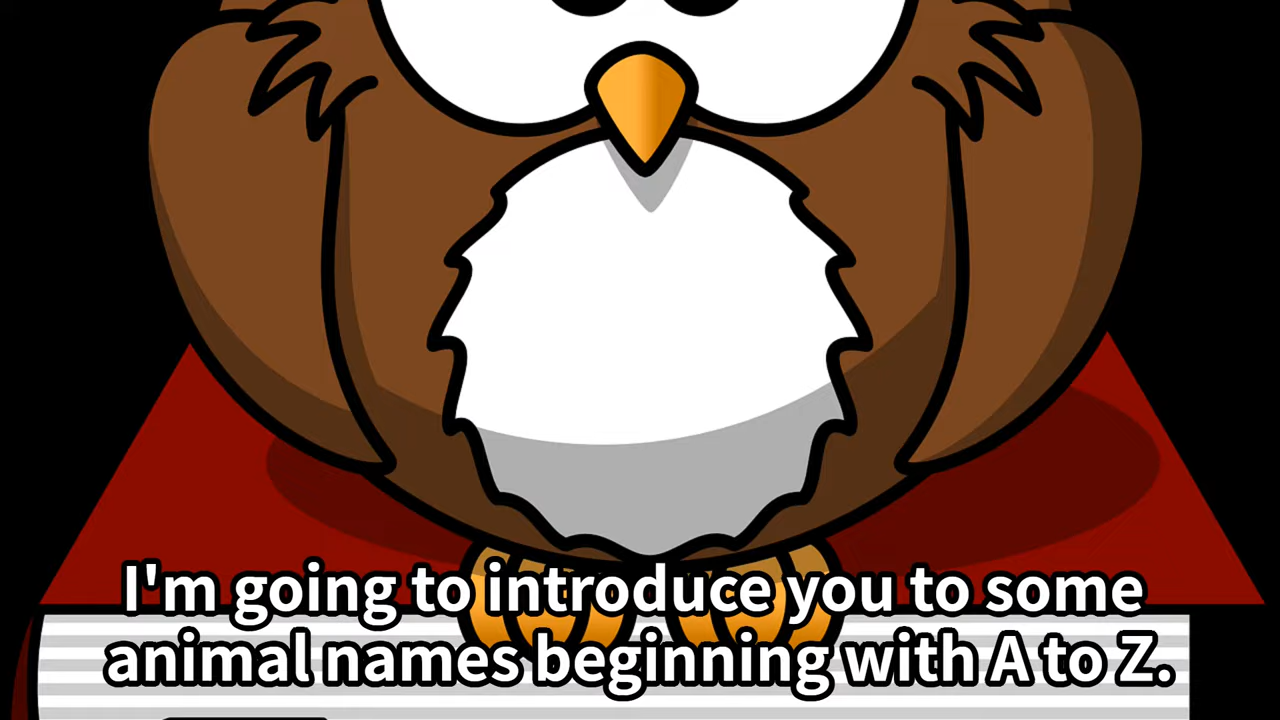 I'm going to introduce you to some
animal names beginning with A to Z.